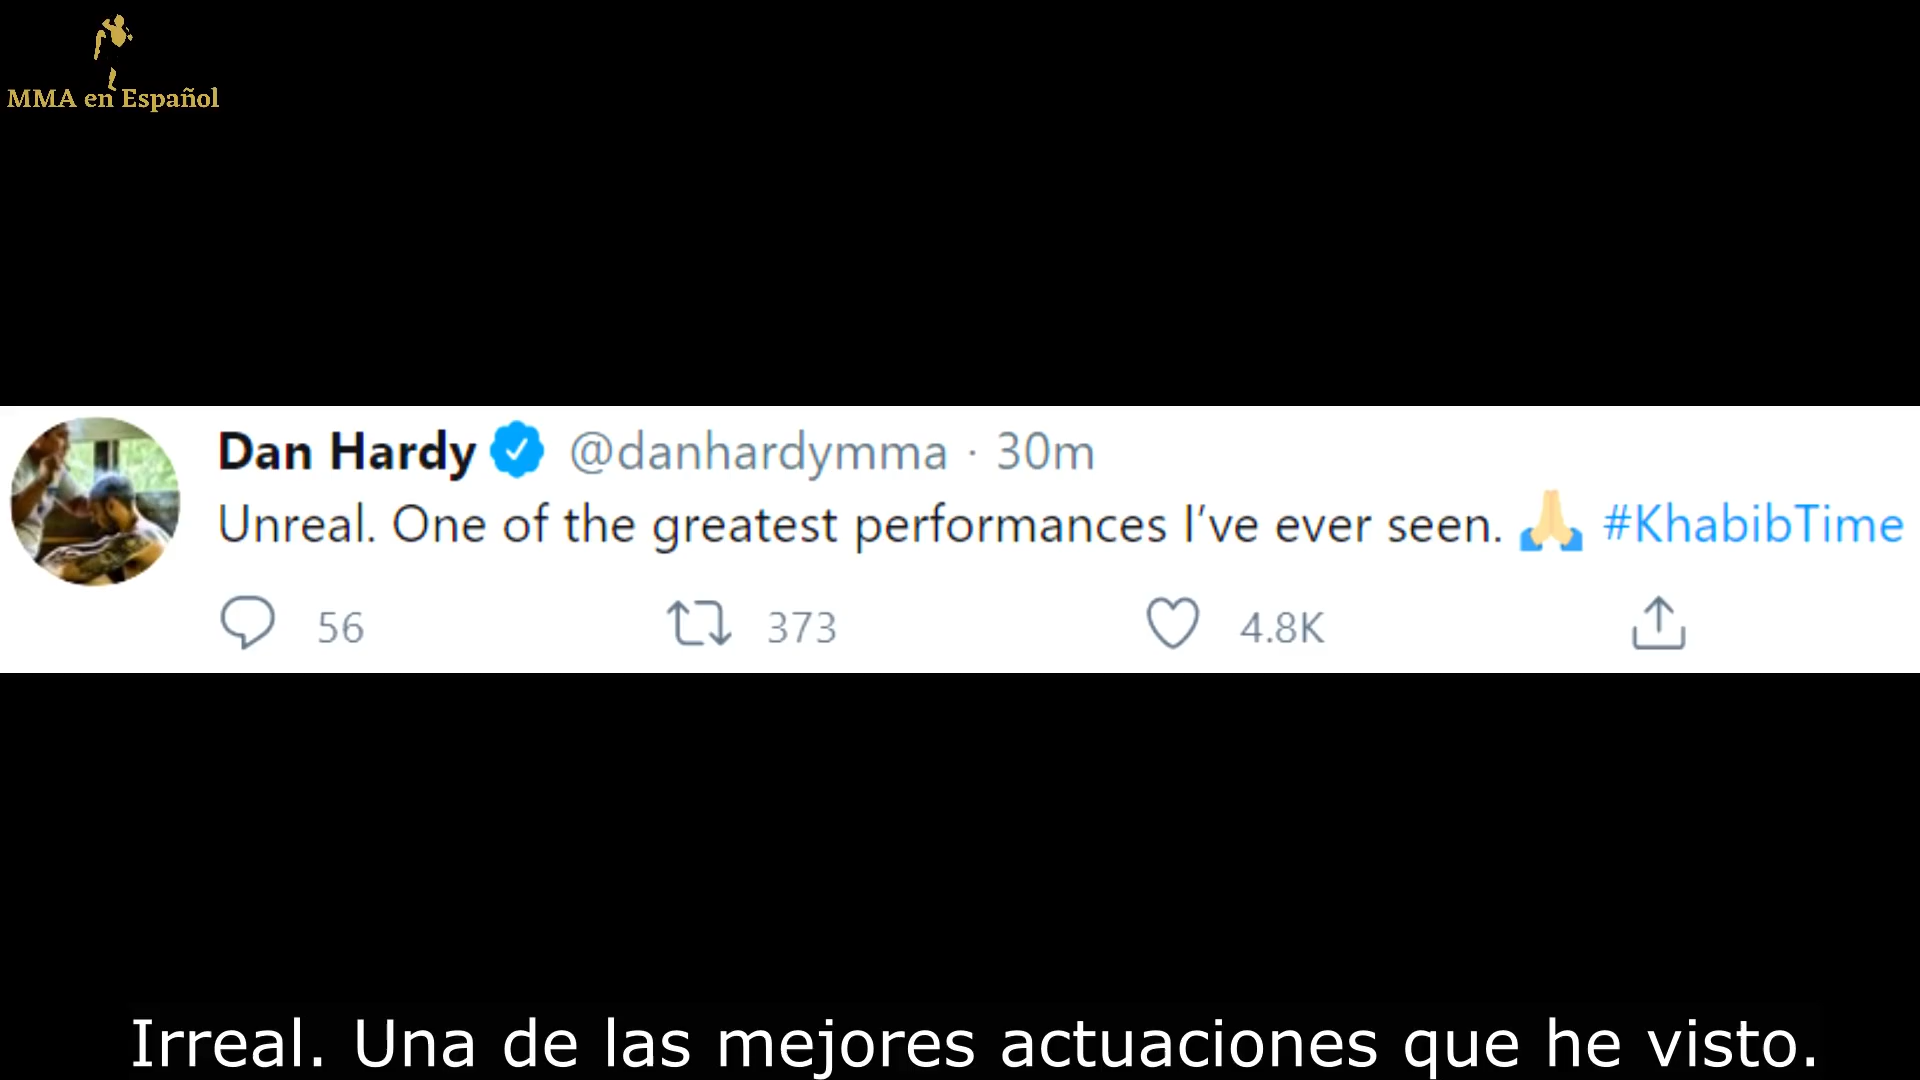 MMA en Español
Dan Hardy @danhardymma · 30m
Unreal. One of the greatest performances I've ever seen. 🙏 #KhabibTime
56 373 4.8K
Irreal. Una de las mejores actuaciones que he visto.